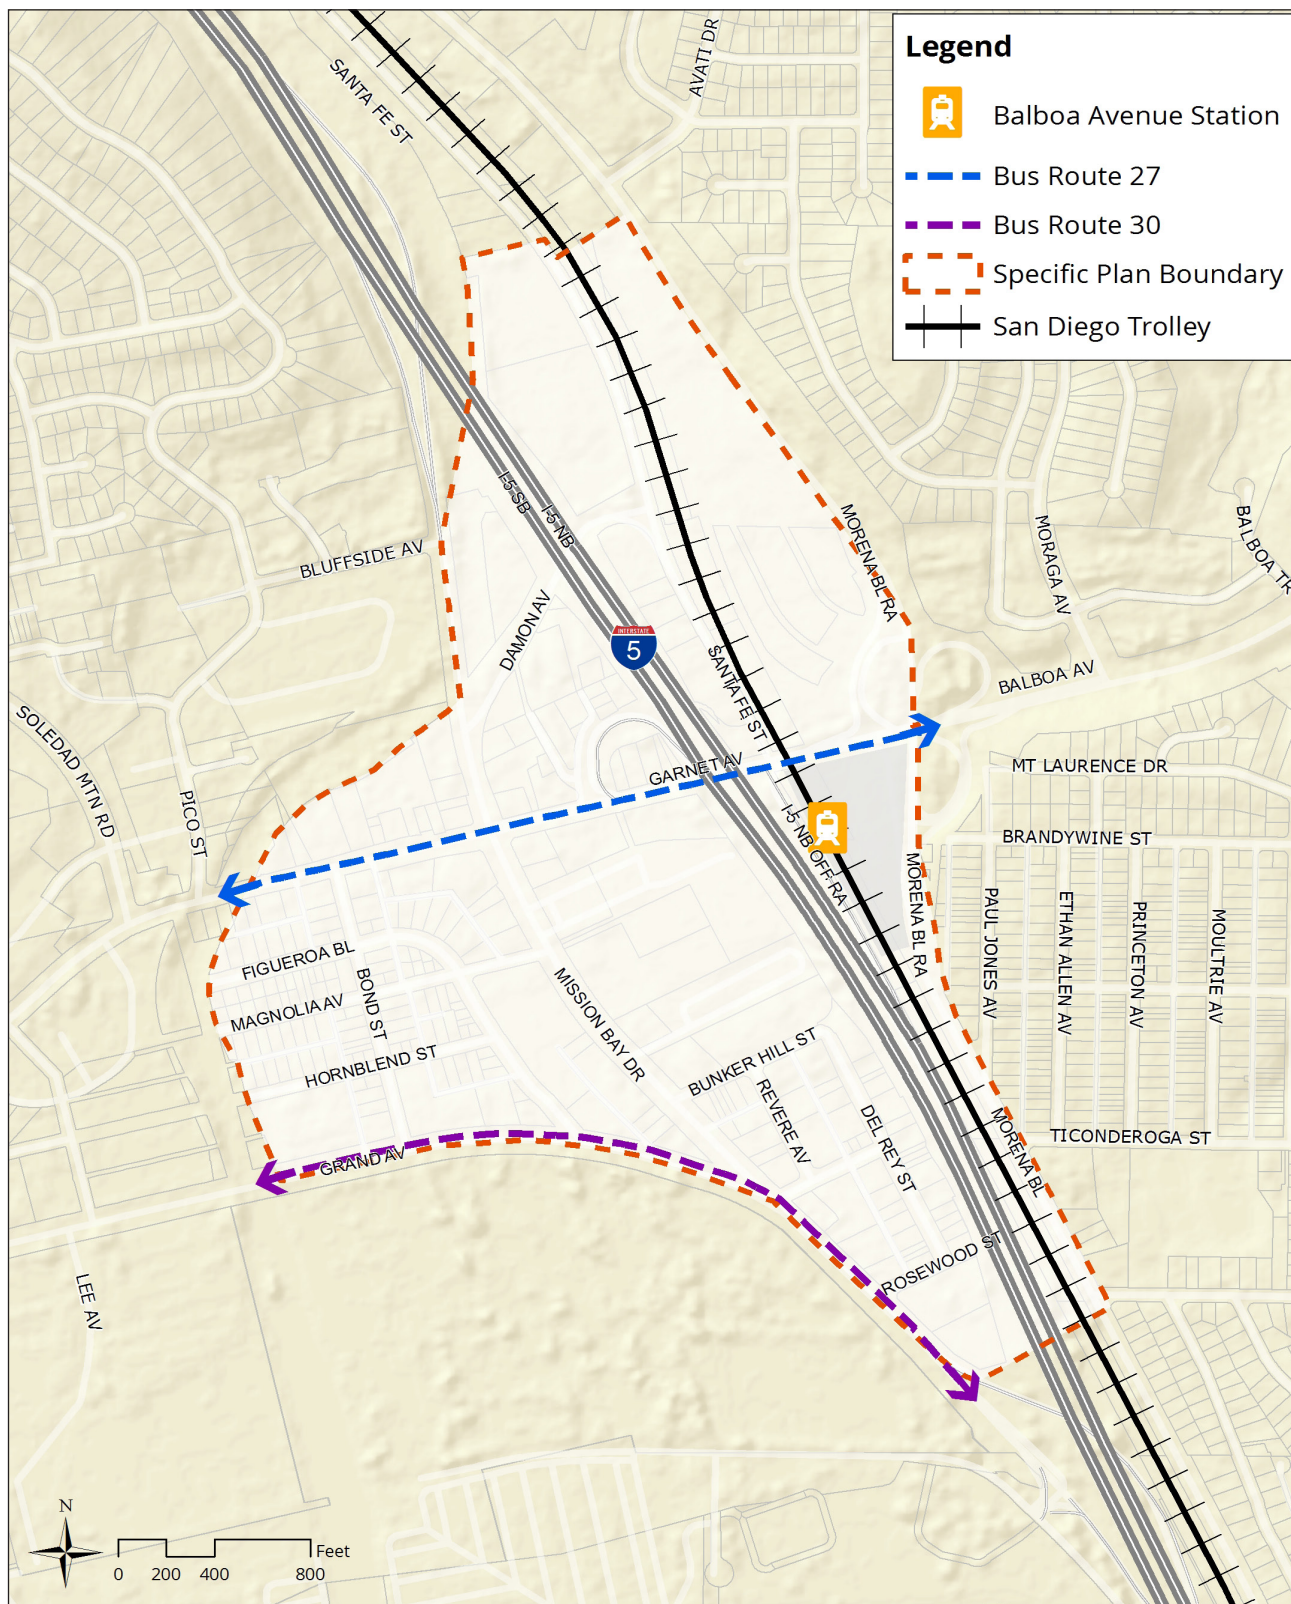 Legend
Balboa Avenue Station
Bus Route 27
Bus Route 30
Specific Plan Boundary
San Diego Trolley
AVATI DR
SANTA FE ST
I-5 SB
I-5 NB
MORENA BL RA
MORAGA AV
BALBOA TR
BLUFFSIDE AV
DAMON AV
INTERSTATE
5
SANTA FE ST
BALBOA AV
SOLEDAD MTN RD
PICO ST
GARNET AV
MT LAURENCE DR
I-5 NB OFF RA
BRANDYWINE ST
MORENA BL RA
PAUL JONES AV
ETHAN ALLEN AV
PRINCETON AV
MOULTRIE AV
FIGUEROA BL
MAGNOLIA AV
BOND ST
HORNBLEND ST
MISSION BAY DR
BUNKER HILL ST
REVERE AV
DEL REY ST
MORENA BL
TICONDEROGA ST
GRAND AV
ROSEWOOD ST
LEE AV
N
Feet
0 200 400 800